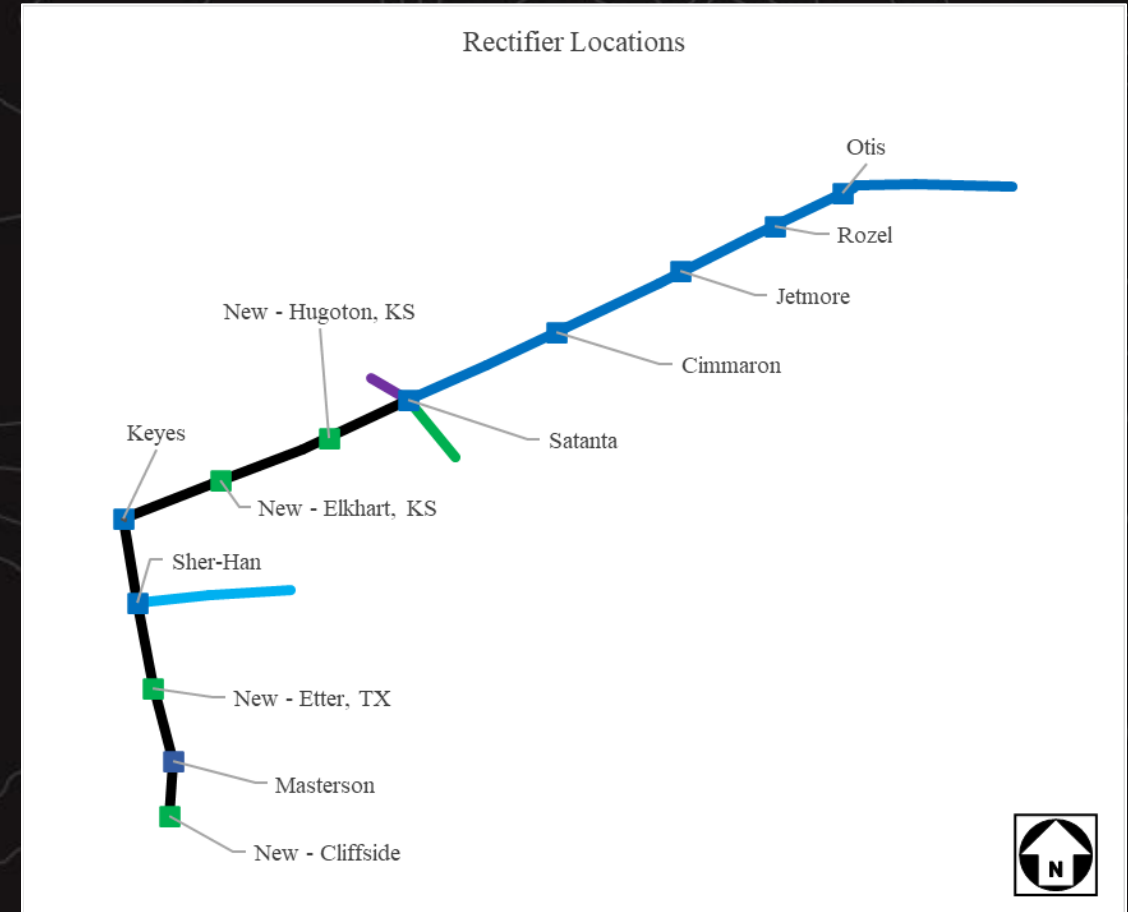 Rectifier Locations
Otis
Rozel
Jetmore
New - Hugoton, KS
Cimmaron
Keyes
Satanta
New - Elkhart, KS
Sher-Han
New - Etter, TX
Masterson
New - Cliffside
N